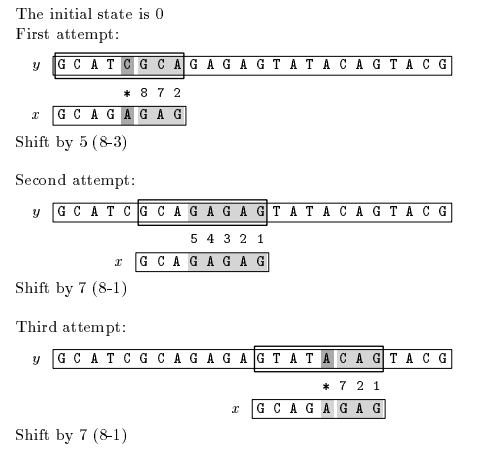 The initial state is 0
First attempt:
y G C A T C G C A G A G A G T A T A C A G T A C G
* 8 7 2
x G C A G A G A G
Shift by 5 (8-3)
Second attempt:
y G C A T C G C A G A G A G T A T A C A G T A C G
5 4 3 2 1
x G C A G A G A G
Shift by 7 (8-1)
Third attempt:
y G C A T C G C A G A G A G T A T A C A G T A C G
* 7 2 1
x G C A G A G A G
Shift by 7 (8-1)